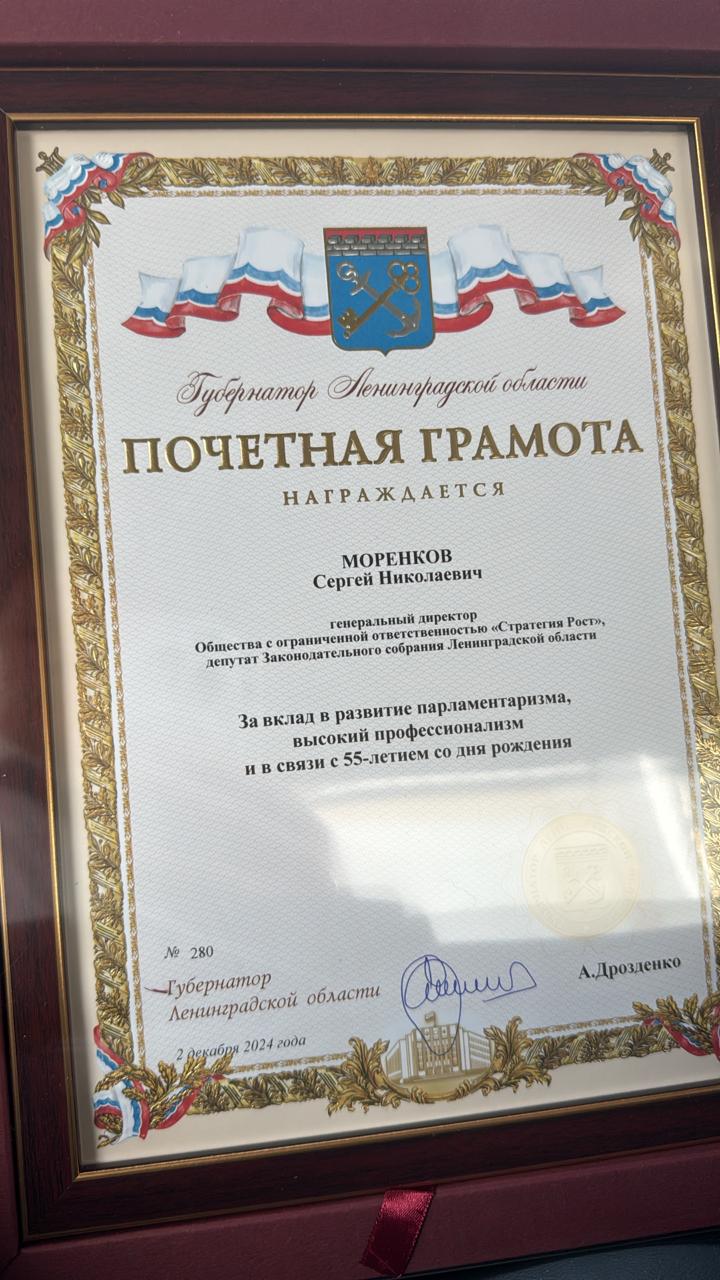 Губернатор Ленинградской области
ПОЧЕТНАЯ ГРАМОТА
НАГРАЖДАЕТСЯ
МОРЕНКОВ
Сергей Николаевич
генеральный директор
Общества с ограниченной ответственностью «Стратегия Рост»,
депутат Законодательного собрания Ленинградской области
За вклад в развитие парламентаризма,
высокий профессионализм
и в связи с 55-летием со дня рождения
№ 280
Губернатор
Ленинградской области
А.Дрозденко
2 декабря 2024 года